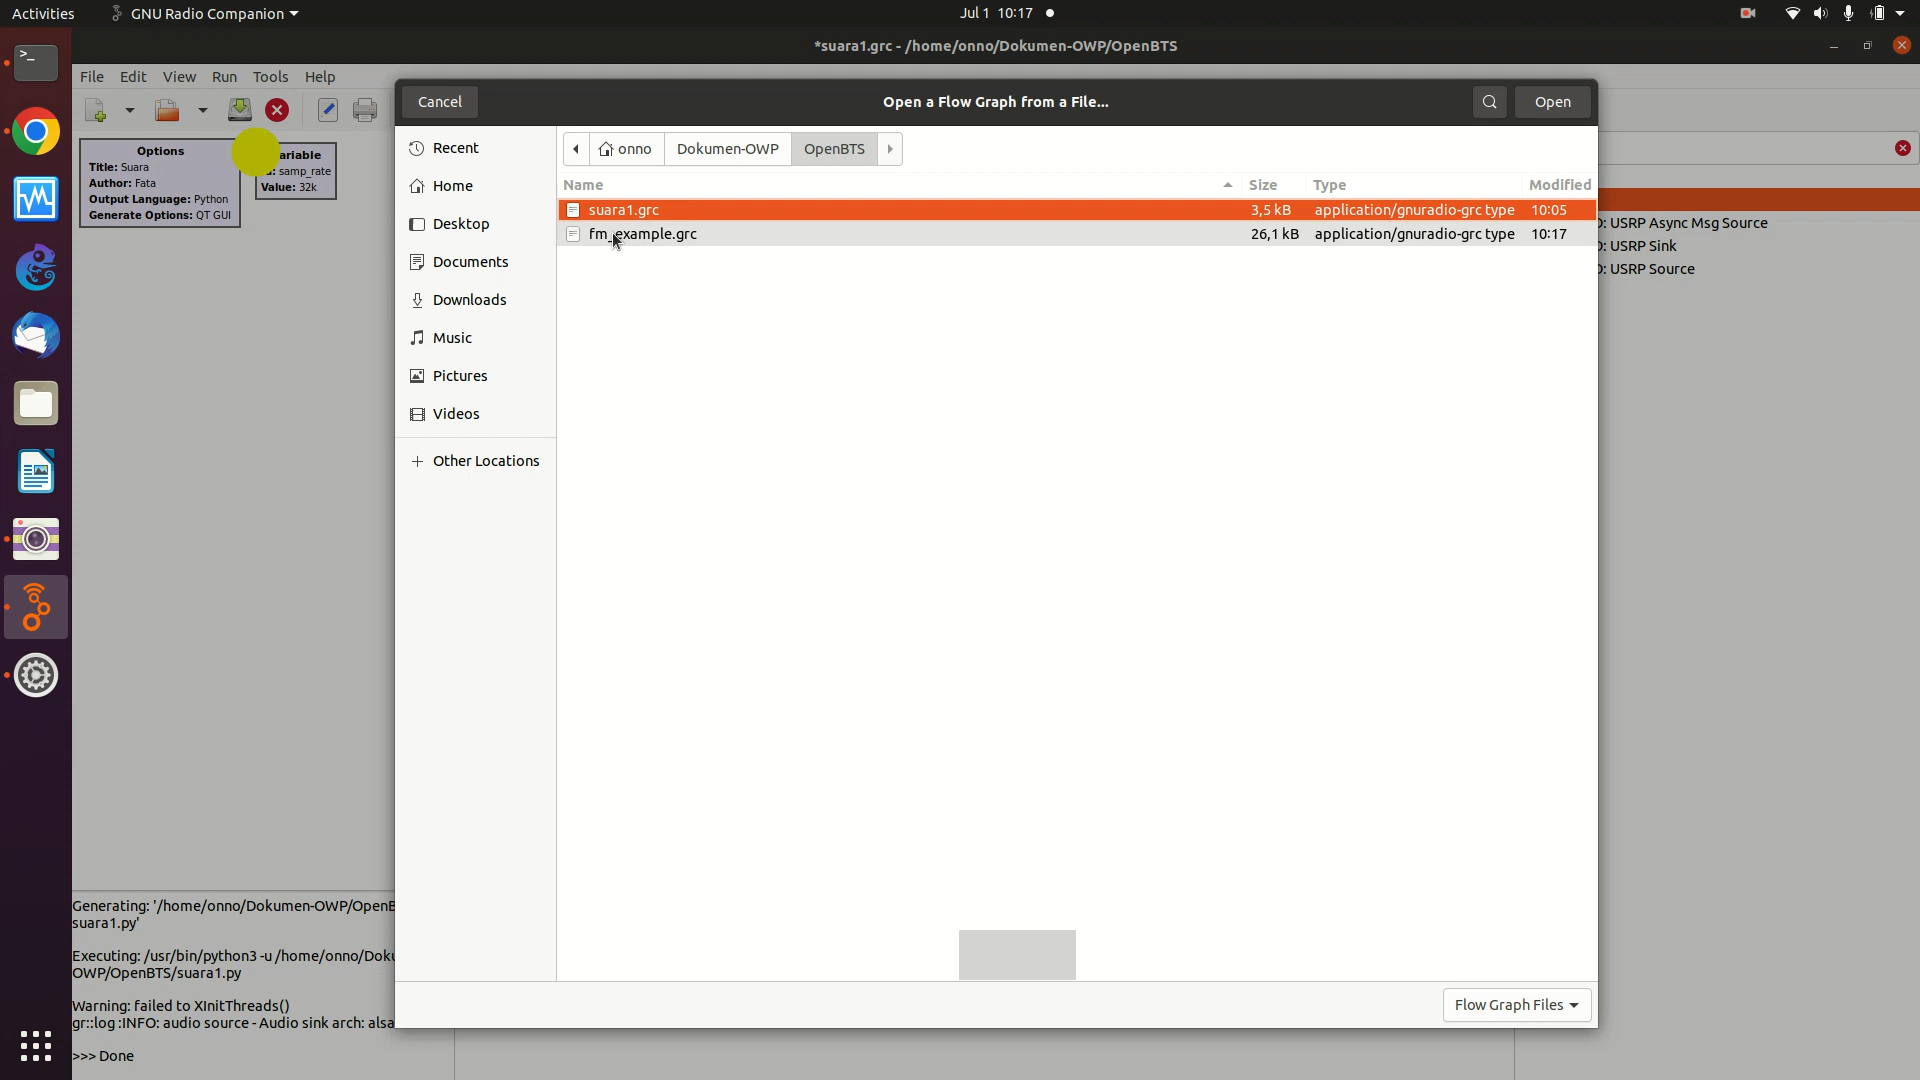 Activities
GNU Radio Companion
Jul 1 10:17
*suara1.grc - /home/onno/Dokumen-OWP/OpenBTS
File Edit View Run Tools Help
Cancel
Open a Flow Graph from a File...
Open
Options
Title: Suara
Author: Fata
Output Language: Python
Generate Options: QT GUI
ariable
: samp_rate
Value: 32k
Recent
Home
Desktop
Documents
Downloads
Music
Pictures
Videos
Other Locations
onno Dokumen-OWP OpenBTS
Name Size Type Modified
suara1.grc 3,5 kB application/gnuradio-grc type 10:05
fm_example.grc 26,1 kB application/gnuradio-grc type 10:17
: USRP Async Msg Source
: USRP Sink
: USRP Source
Generating: '/home/onno/Dokumen-OWP/OpenB
suara1.py'
Executing: /usr/bin/python3 -u /home/onno/Doku
OWP/OpenBTS/suara1.py
Warning: failed to XInitThreads()
gr::log :INFO: audio source - Audio sink arch: alsa
>>> Done
Flow Graph Files